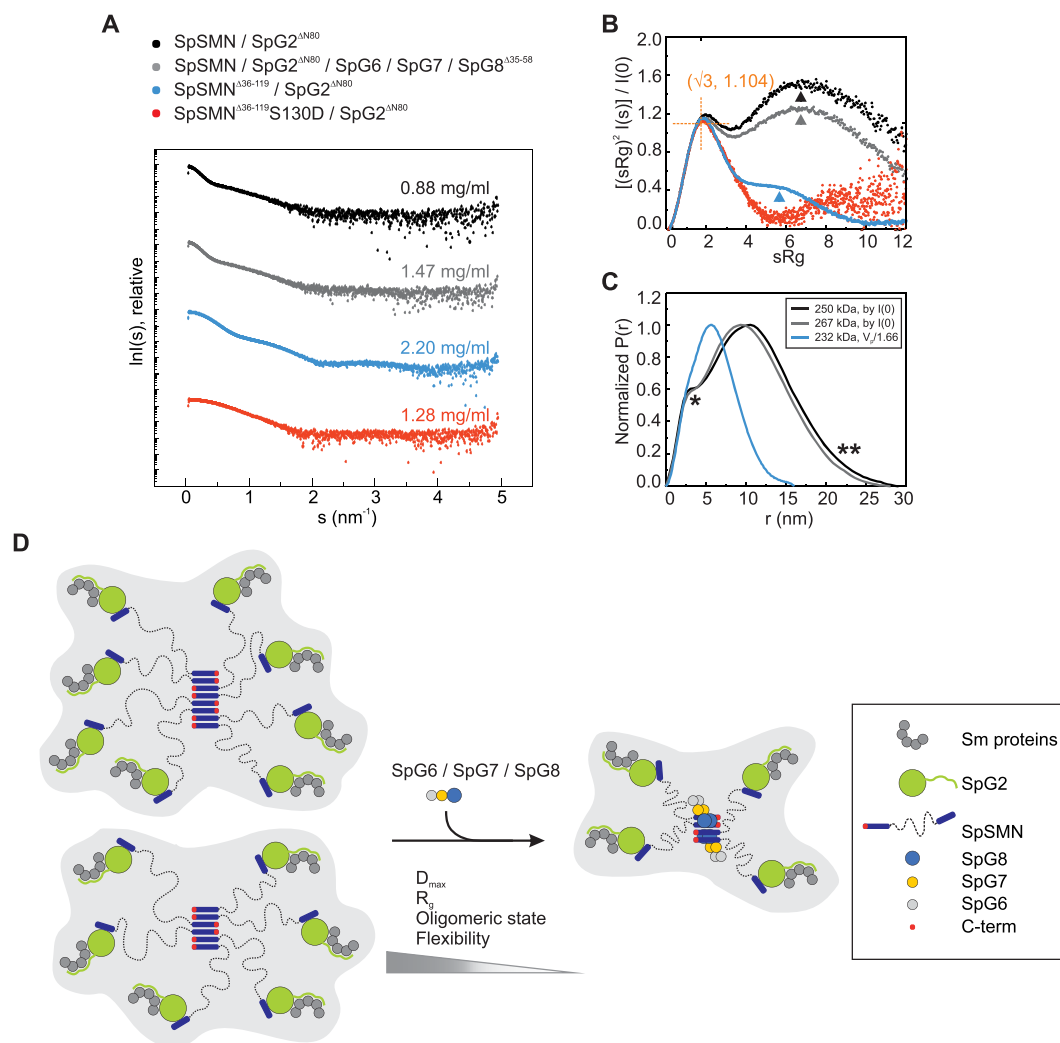 A
SpSMN / SpG2ΔN80
SpSMN / SpG2ΔN80 / SpG6 / SpG7 / SpG8Δ35-58
SpSMNΔ36-119 / SpG2ΔN80
SpSMNΔ36-119S130D / SpG2ΔN80
lnI(s), relative
0.88 mg/ml
1.47 mg/ml
2.20 mg/ml
1.28 mg/ml
0 1 2 3 4 5
s (nm-1)
B
[(sRg)2 I(s)] / I(0)
2.0
1.6
1.2
0.8
0.4
0.0
(√3, 1.104)
0 2 4 6 8 10 12
sRg
C
Normalized P(r)
1.2
1.0
0.8
0.6
0.4
0.2
0.0
250 kDa, by I(0)
267 kDa, by I(0)
232 kDa, Vp/1.66
*
**
0 5 10 15 20 25 30
r (nm)
D
SpG6 / SpG7 / SpG8
Dmax
Rg
Oligomeric state
Flexibility
Sm proteins
SpG2
SpSMN
SpG8
SpG7
SpG6
C-term